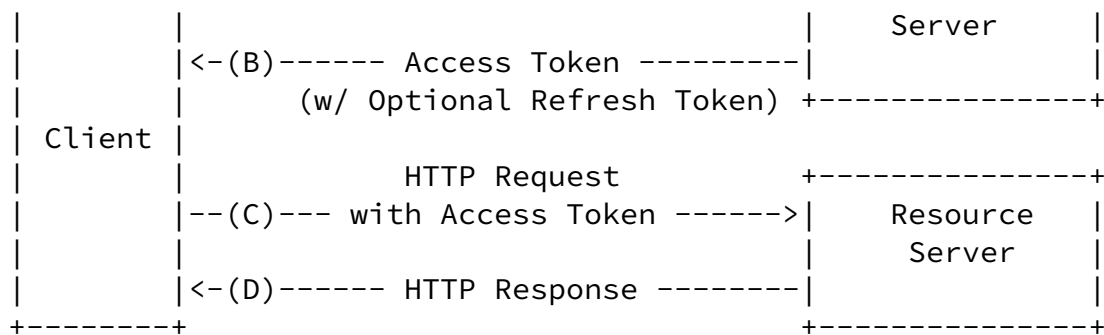 |        |                                  |    Server     |
|        |<-(B)------ Access Token ---------|               |
|        |      (w/ Optional Refresh Token) +---------------+
| Client |
|        |            HTTP Request          +---------------+
|        |--(C)--- with Access Token ------>|    Resource   |
|        |                                  |     Server    |
|        |<-(D)------ HTTP Response --------|               |
+--------+                                  +---------------+